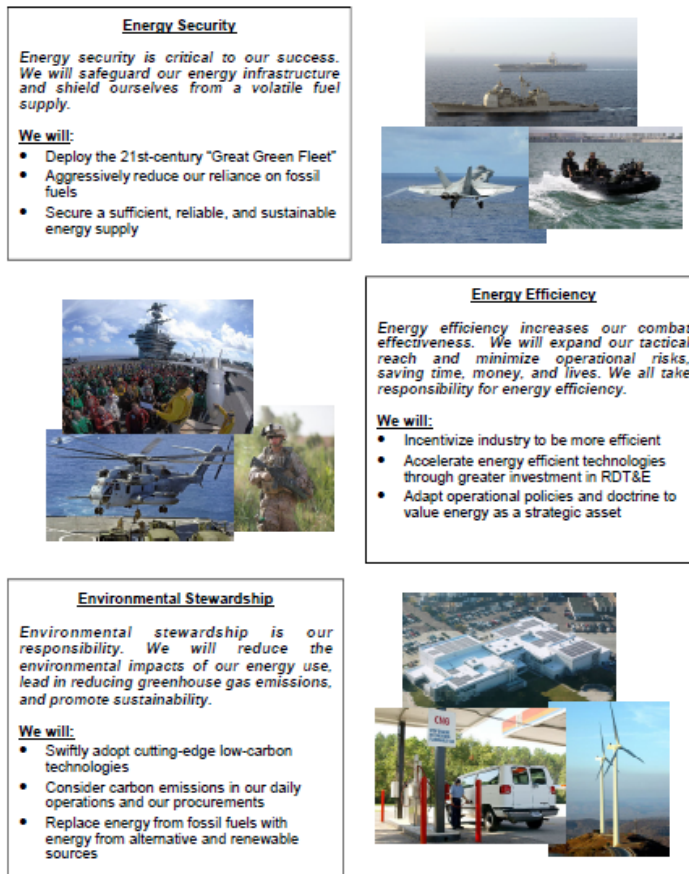 Energy Security
Energy security is critical to our success.
We will safeguard our energy infrastructure
and shield ourselves from a volatile fuel
supply.
We will:
• Deploy the 21st-century “Great Green Fleet”
• Aggressively reduce our reliance on fossil
fuels
• Secure a sufficient, reliable, and sustainable
energy supply
Energy Efficiency
Energy efficiency increases our combat
effectiveness. We will expand our tactical
reach and minimize operational risks,
saving time, money, and lives. We all take
responsibility for energy efficiency.
We will:
• Incentivize industry to be more efficient
• Accelerate energy efficient technologies
through greater investment in RDT&E
• Adapt operational policies and doctrine to
value energy as a strategic asset
Environmental Stewardship
Environmental stewardship is our
responsibility. We will reduce the
environmental impacts of our energy use,
lead in reducing greenhouse gas emissions,
and promote sustainability.
We will:
• Swiftly adopt cutting-edge low-carbon
technologies
• Consider carbon emissions in our daily
operations and our procurements
• Replace energy from fossil fuels with
energy from alternative and renewable
sources
CNG